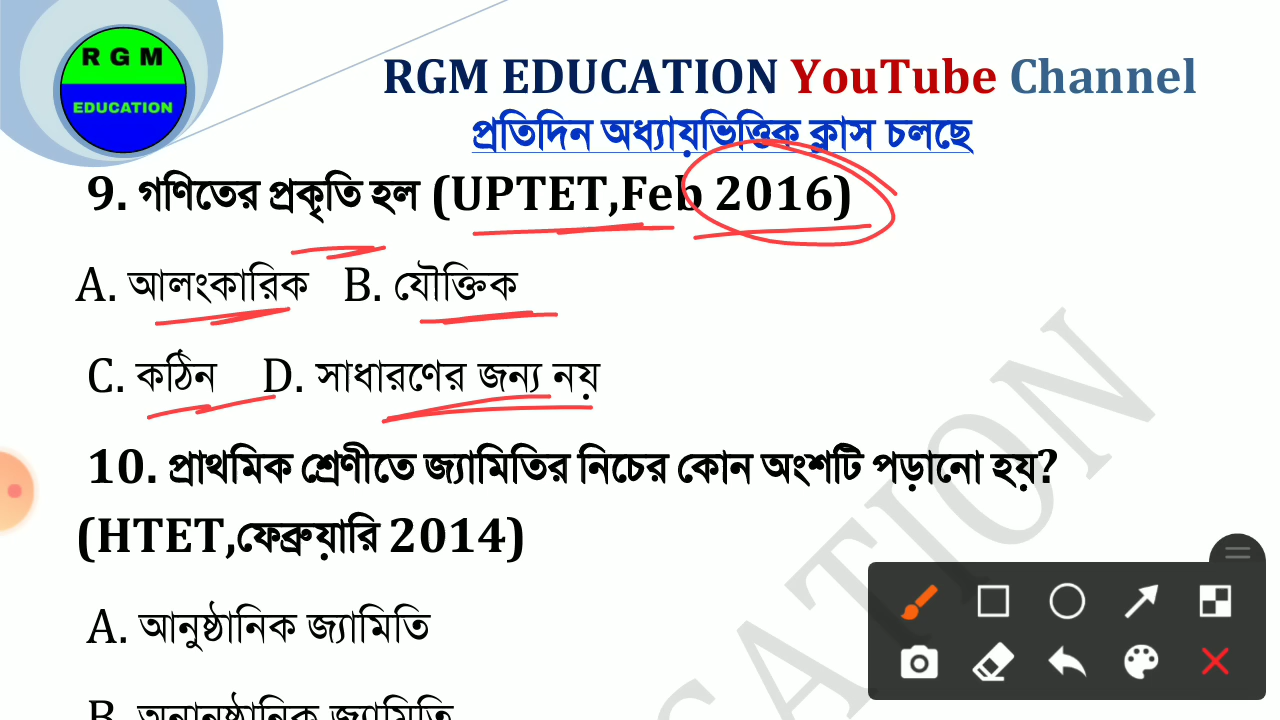 R G M
EDUCATION
RGM EDUCATION YouTube Channel
প্রতিদিন অধ্যায়ভিত্তিক ক্লাস চলছে
9. গণিতের প্রকৃতি হল (UPTET,Feb 2016)
A. আলংকারিক B. যৌক্তিক
C. কঠিন D. সাধারণের জন্য নয়
10. প্রাথমিক শ্রেণীতে জ্যামিতির নিচের কোন অংশটি পড়ানো হয়?
(HTET,ফেব্রুয়ারি 2014)
A. আনুষ্ঠানিক জ্যামিতি
B. অনানুষ্ঠানিক জ্যামিতি